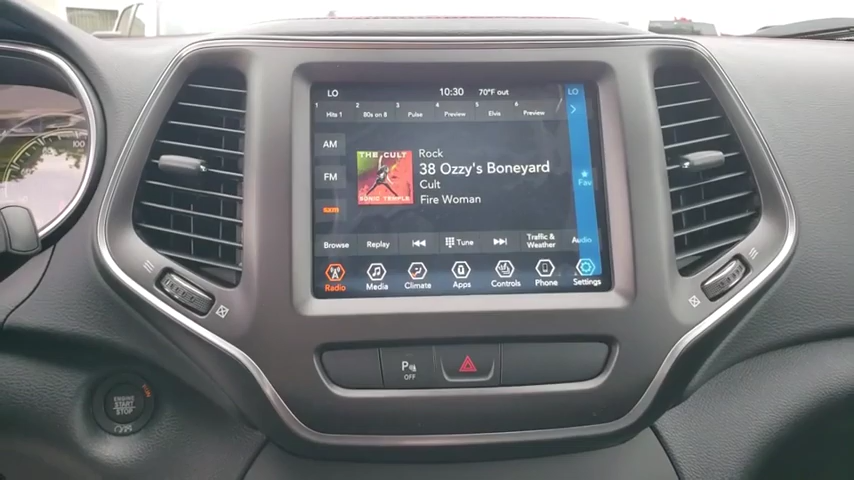 LO 10:30 70°F out LO
1 2 3 4 5 6
Hits 1 80s on 8 Pulse Preview Elvis Preview
AM
FM
sxm
THE CULT
SONIC TEMPLE
Rock
38 Ozzy's Boneyard
Cult
Fire Woman
Fav
Browse Replay Tune Traffic & Weather Audio
Radio Media Climate Apps Controls Phone Settings
P OFF
100
ENGINE
START
STOP